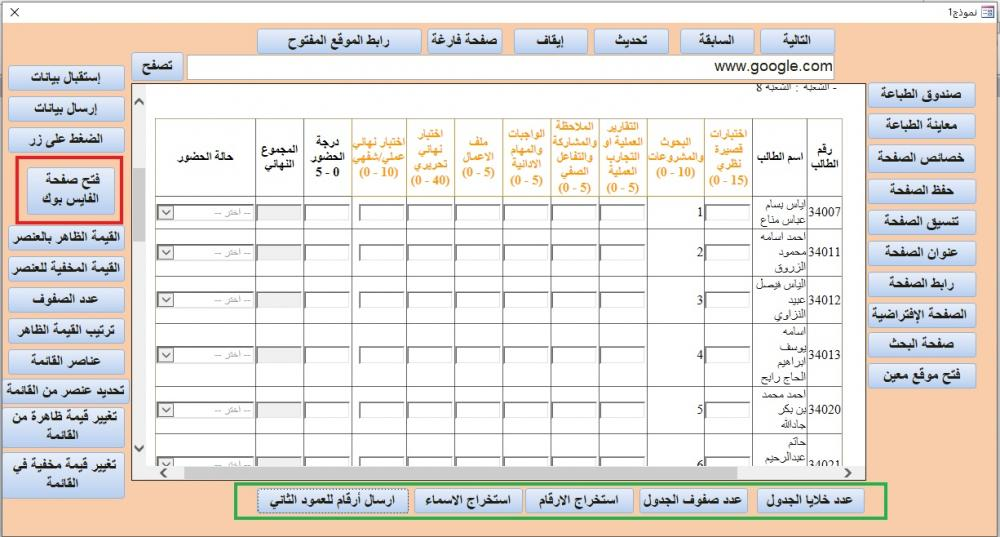 نموذج1
التالية
السابقة
تحديث
إيقاف
صفحة فارغة
رابط الموقع المفتوح
www.google.com
تصفح
صندوق الطباعة
معاينة الطباعة
خصائص الصفحة
حفظ الصفحة
تنسيق الصفحة
عنوان الصفحة
رابط الصفحة
الصفحة الإفتراضية
صفحة البحث
فتح موقع معين
- الشعبة : الشعبة 8
رقم
الطالب
اسم الطالب
اختبارات
قصيرة
نظري
(0 - 15)
البحوث
والمشروعات
(0 - 10)
التقارير
العملية او
التجارب
العملية
(0 - 5)
الملاحظة
والمشاركة
والتفاعل
الصفي
(0 - 5)
الواجبات
والمهام
الادائية
(0 - 5)
ملف
الاعمال
(0 - 5)
اختبار
نهائي
تحريري
(0 - 40)
اختبار نهائي
عملي/شفهي
(0 - 10)
درجة
الحضور
0 - 5
المجموع
النهائي
حالة الحضور
34007
اياس بسام
عباس مناع
1
-- اختر --
34011
احمد اسامه
محمود
الزروق
2
-- اختر --
34012
الياس فيصل
عبيد
النزاوي
3
-- اختر --
34013
اسامه
يوسف
ابراهيم
الحاج رابح
4
-- اختر --
34020
احمد محمد
بن بكر
جادالله
5
-- اختر --
34021
حاتم
عبدالرحيم
6
-- اختر --
إستقبال بيانات
إرسال بيانات
الضغط على زر
فتح صفحة
الفايس بوك
القيمة الظاهر بالعنصر
القيمة المخفية للعنصر
عدد الصفوف
ترتيب القيمة الظاهر
عناصر القائمة
تحديد عنصر من القائمة
تغيير قيمة ظاهرة من
القائمة
تغيير قيمة مخفية في
القائمة
عدد خلايا الجدول
عدد صفوف الجدول
استخراج الارقام
استخراج الاسماء
ارسال أرقام للعمود الثاني